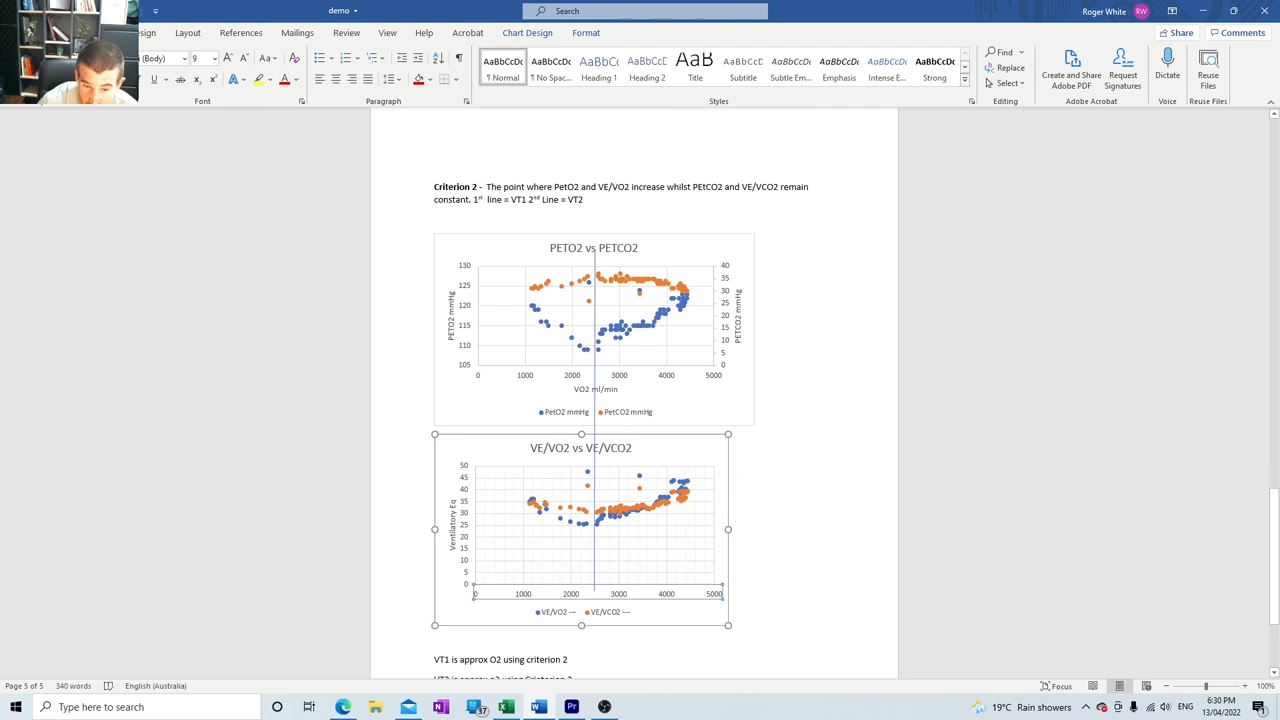 demo
Search
Roger White
RW
sign
Layout
References
Mailings
Review
View
Help
Acrobat
Chart Design
Format
Share
Comments
(Body)
9
AaBbCcDc
AaBbCcDc
AaBbCc
AaBbCcD
AaB
AaBbCcD
AaBbCcDc
AaBbCcDc
AaBbCcDc
AaBbCcDc
¶ Normal
¶ No Spac...
Heading 1
Heading 2
Title
Subtitle
Subtle Em...
Emphasis
Intense E...
Strong
Find
Replace
Select
Create and Share
Adobe PDF
Request
Signatures
Dictate
Reuse
Files
Font
Paragraph
Styles
Editing
Adobe Acrobat
Voice
Reuse Files
Criterion 2 - The point where PetO2 and VE/VO2 increase whilst PEtCO2 and VE/VCO2 remain
constant. 1st line = VT1 2nd Line = VT2
PETO2 vs PETCO2
130
125
120
115
110
105
PETO2 mmHg
40
35
30
25
20
15
10
5
0
PETCO2 mmHg
0 1000 2000 3000 4000 5000
VO2 ml/min
PetO2 mmHg PetCO2 mmHg
VE/VO2 vs VE/VCO2
50
45
40
35
30
25
20
15
10
5
0
Ventilatory Eq
0 1000 2000 3000 4000 5000
VE/VO2 --- VE/VCO2 ---
VT1 is approx O2 using criterion 2
Page 5 of 5
340 words
English (Australia)
Focus
100%
Type here to search
37
19°C Rain showers
6:30 PM
13/04/2022
1